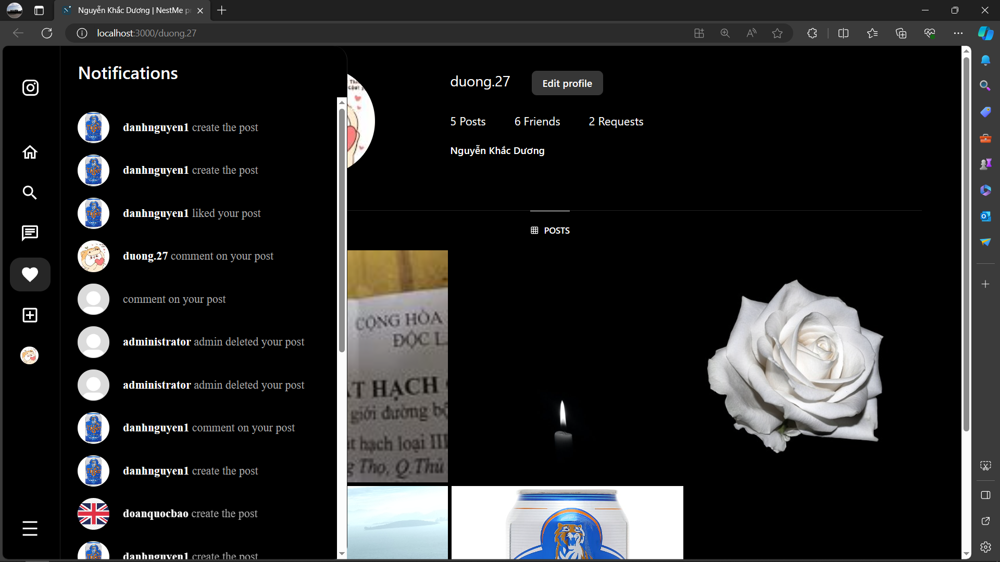 Nguyễn Khắc Dương | NestMe pr
localhost:3000/duong.27
Notifications
danhnguyen1 create the post
danhnguyen1 create the post
danhnguyen1 liked your post
duong.27 comment on your post
comment on your post
administrator admin deleted your post
administrator admin deleted your post
danhnguyen1 comment on your post
danhnguyen1 create the post
doanquocbao create the post
danhnguyen1 create the post
duong.27
Edit profile
5 Posts 6 Friends 2 Requests
Nguyễn Khắc Dương
POSTS
CỘNG HÒA
ĐỘC L
ÁT HẠCH
giới đường bộ
t hạch loại III
g Thọ, Q.Thủ